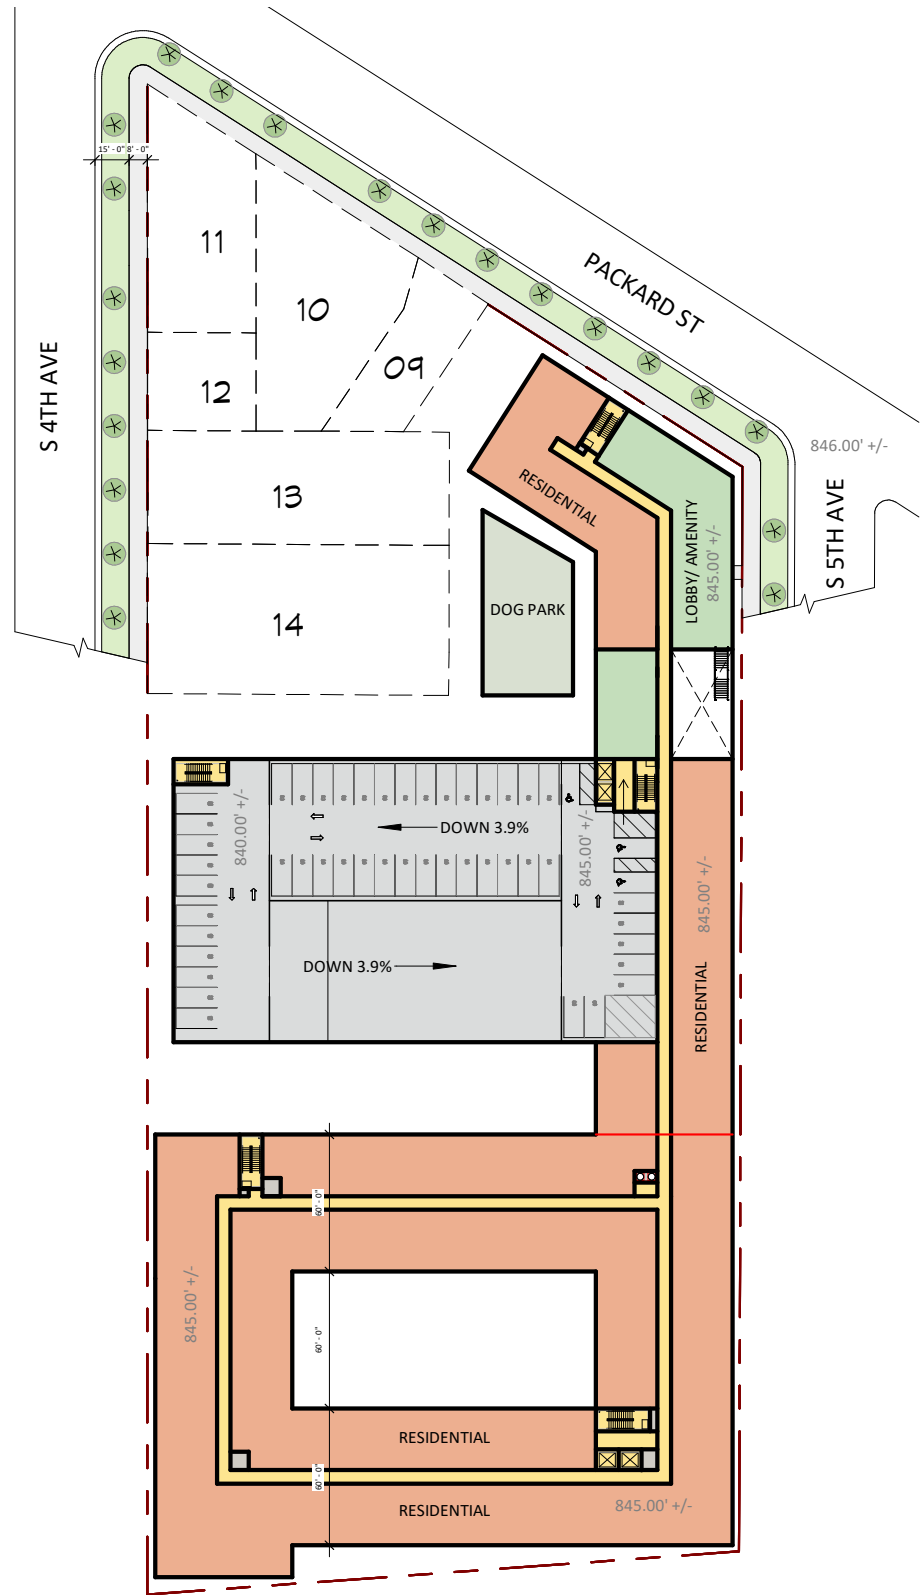 15' - 0" 8' - 0"
11
10
PACKARD ST
S 4TH AVE
09
12
846.00' +/-
13
RESIDENTIAL
LOBBY/ AMENITY
845.00' +/-
S 5TH AVE
DOG PARK
14
840.00' +/-
DOWN 3.9%
845.00' +/-
845.00' +/-
DOWN 3.9%
RESIDENTIAL
60' - 0"
845.00' +/-
60' - 0"
RESIDENTIAL
60' - 0"
845.00' +/-
RESIDENTIAL